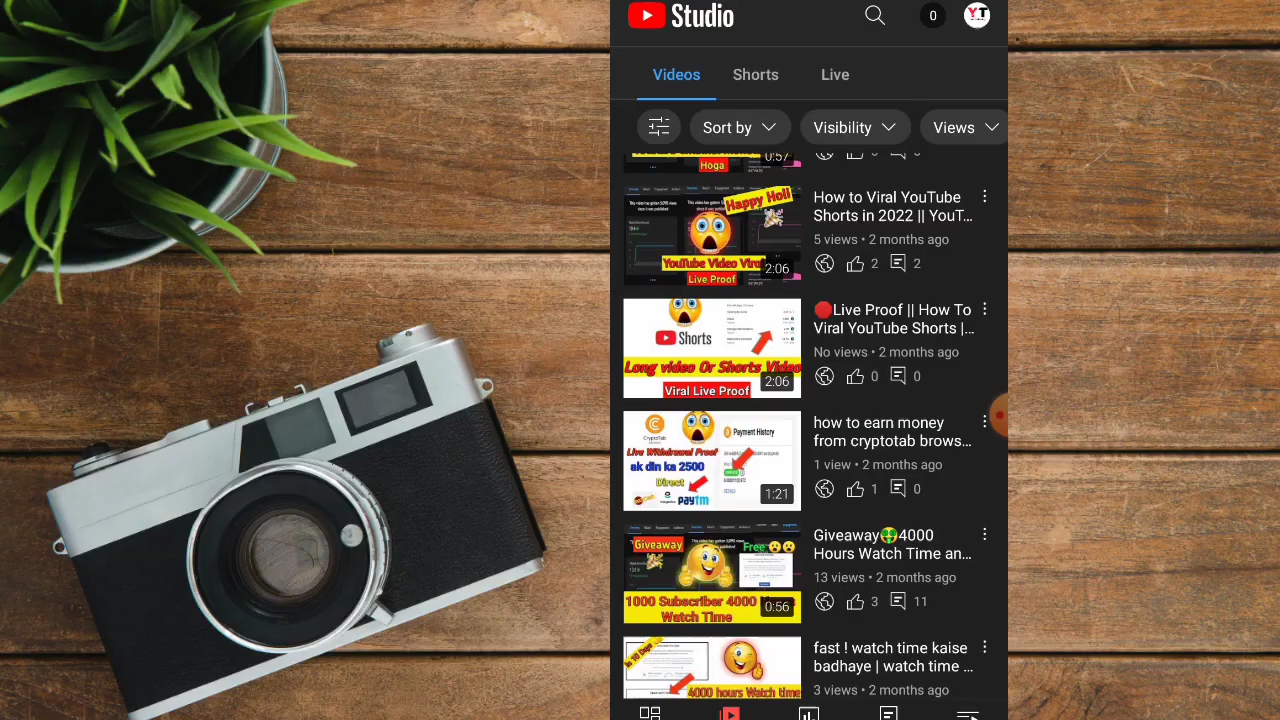 Studio
0
YT
Videos
Shorts
Live
Sort by
Visibility
Views
Hoga
0:57
Happy Holi
YouTube Video Viral
Live Proof
2:06
How to Viral YouTube
Shorts in 2022 || YouT...
5 views • 2 months ago
2
2
Shorts
Long video Or Shorts Video
Viral Live Proof
2:06
🔴Live Proof || How To
Viral YouTube Shorts |...
No views • 2 months ago
0
0
CryptoTab
Payment History
Live Withdrawal Proof
ak din ka 2500
Direct
paytm
1:21
how to earn money
from cryptotab brows...
1 view • 2 months ago
1
0
Giveaway
Free
1000 Subscriber 4000
Watch Time
0:56
Giveaway🤑4000
Hours Watch Time an...
13 views • 2 months ago
3
11
in 10 Days
4000 hours Watch time
fast ! watch time kaise
badhaye | watch time ...
3 views • 2 months ago